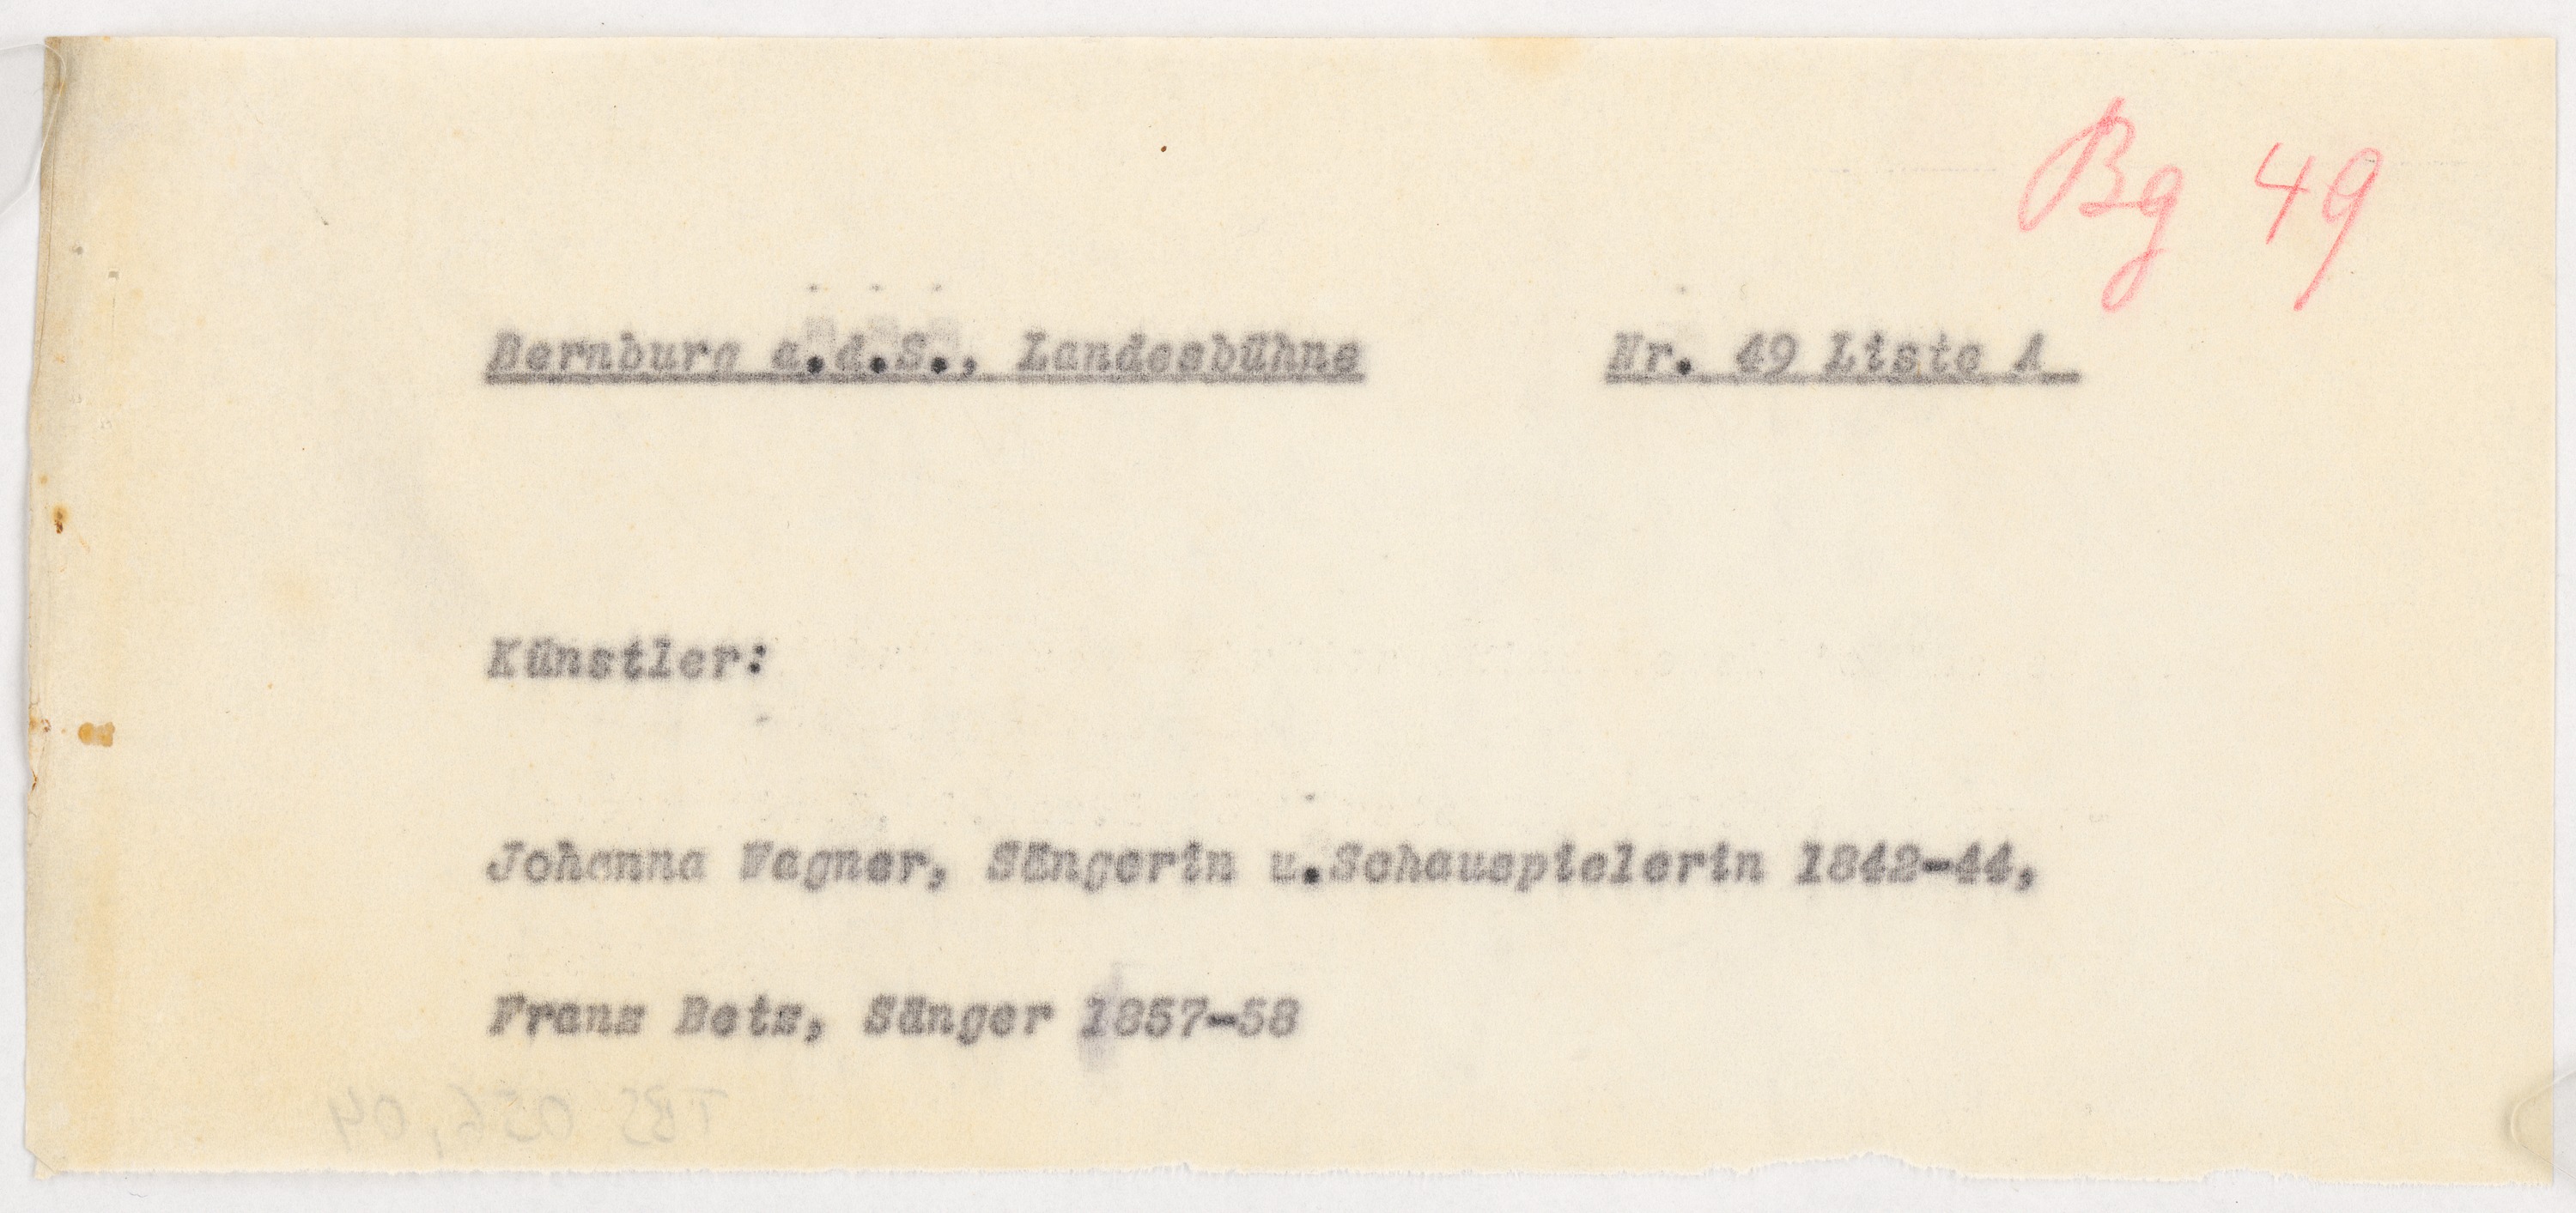 Bg 49
Bernburg a.d.S., Landesbühne Nr. 49 Liste A
Künstler:
Johanna Wagner, Sängerin u.Schauspielerin 1842-44,
Franz Betz, Sänger 1857-58
TBS 056,04